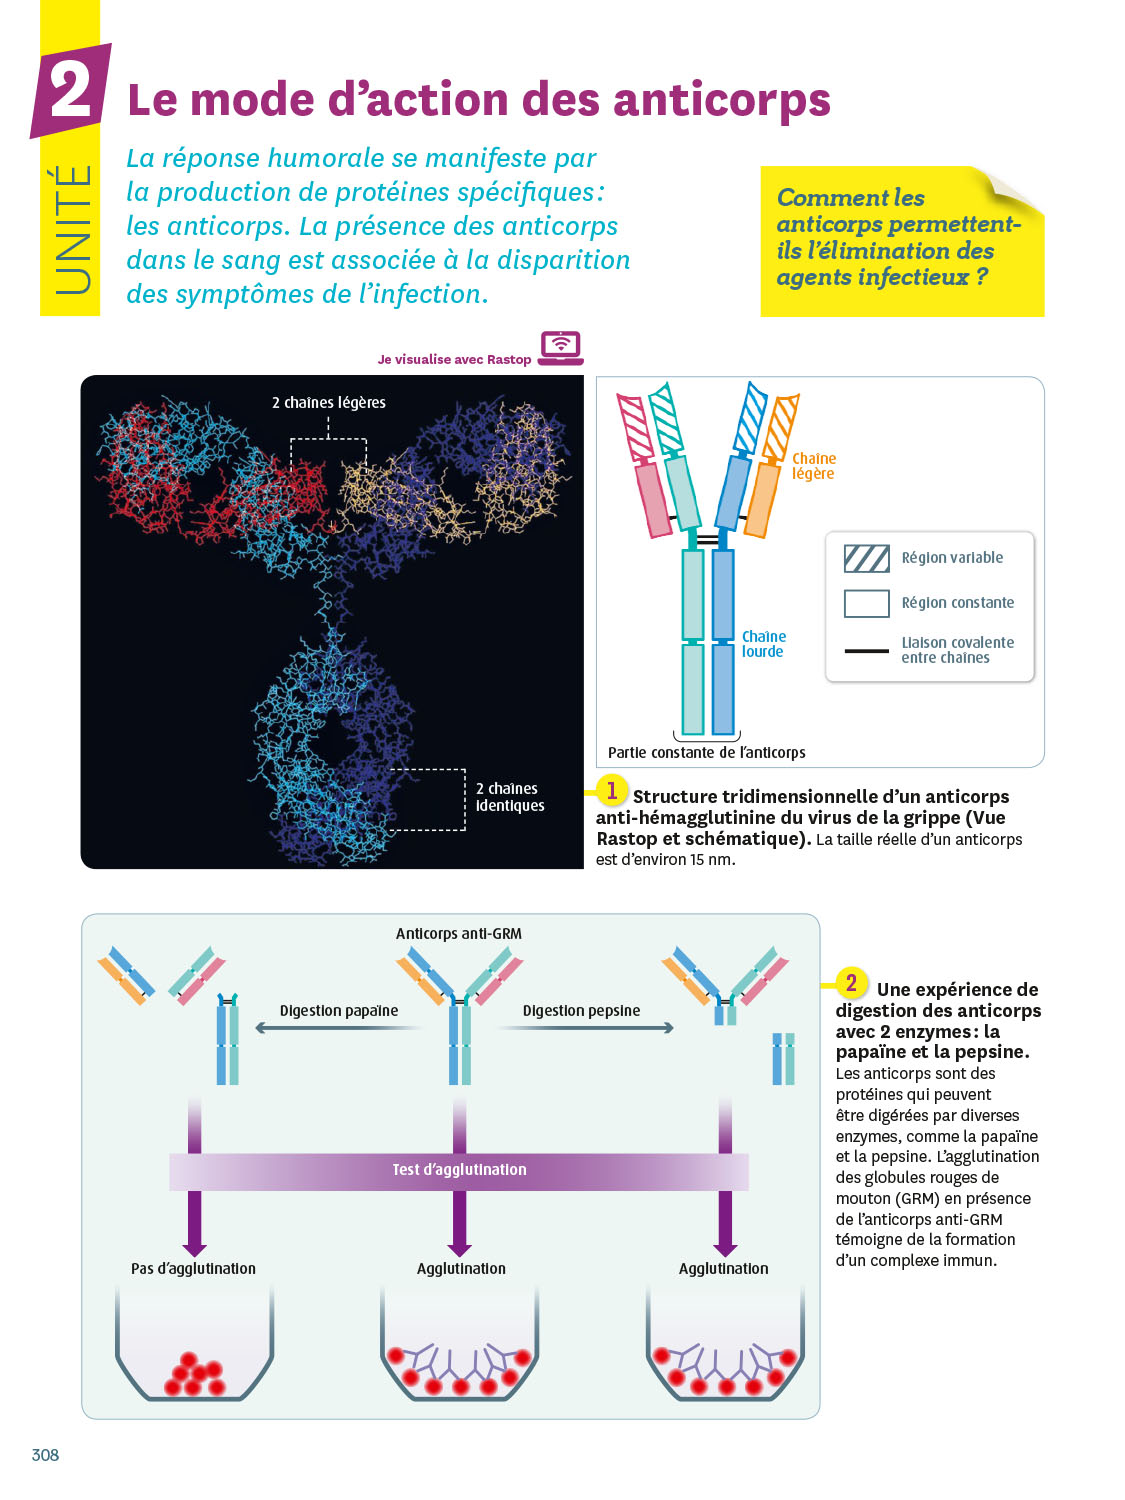 2
UNITÉ
Le mode d’action des anticorps
La réponse humorale se manifeste par
la production de protéines spécifiques :
les anticorps. La présence des anticorps
dans le sang est associée à la disparition
des symptômes de l’infection.
Comment les
anticorps permettent-
ils l’élimination des
agents infectieux ?
Je visualise avec Rastop
2 chaînes légères
2 chaînes
identiques
Chaîne
légère
Chaîne
lourde
Région variable
Région constante
Liaison covalente
entre chaînes
Partie constante de l’anticorps
1 Structure tridimensionnelle d’un anticorps
anti-hémagglutinine du virus de la grippe (Vue
Rastop et schématique). La taille réelle d’un anticorps
est d’environ 15 nm.
Anticorps anti-GRM
Digestion papaïne
Digestion pepsine
Test d’agglutination
Pas d’agglutination
Agglutination
Agglutination
2 Une expérience de
digestion des anticorps
avec 2 enzymes : la
papaïne et la pepsine.
Les anticorps sont des
protéines qui peuvent
être digérées par diverses
enzymes, comme la papaïne
et la pepsine. L’agglutination
des globules rouges de
mouton (GRM) en présence
de l’anticorps anti-GRM
témoigne de la formation
d’un complexe immun.
308